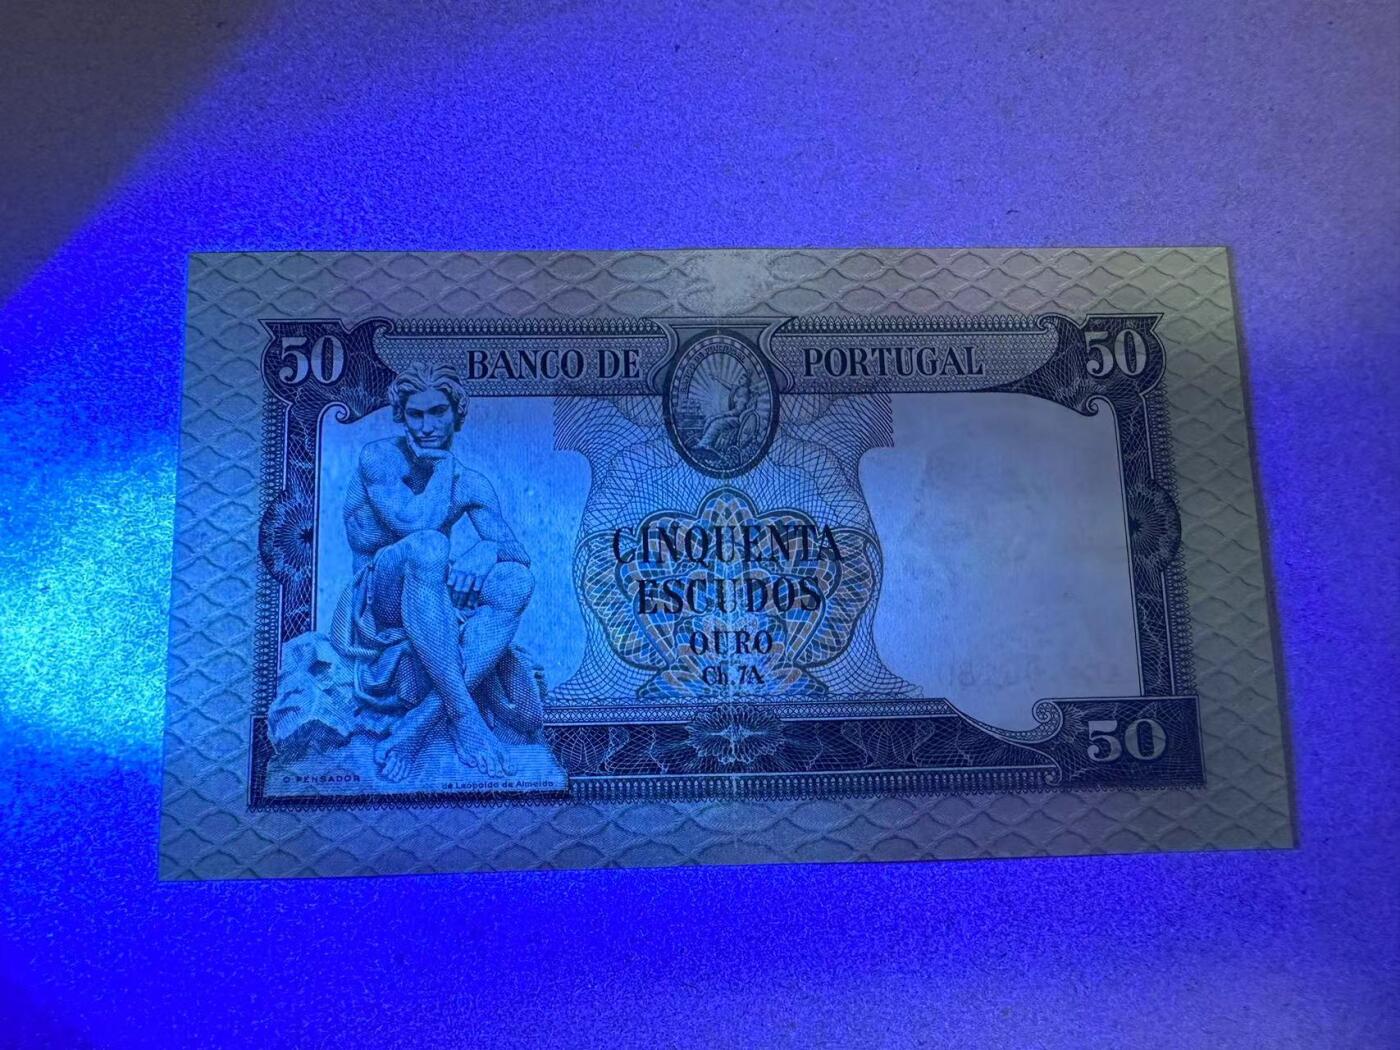 50 BANCO DE PORTUGAL 50
CINQUENTA
ESCUDOS
OURO
Ch. 7A
50
O PENSADOR
de Leopoldo de Almeida